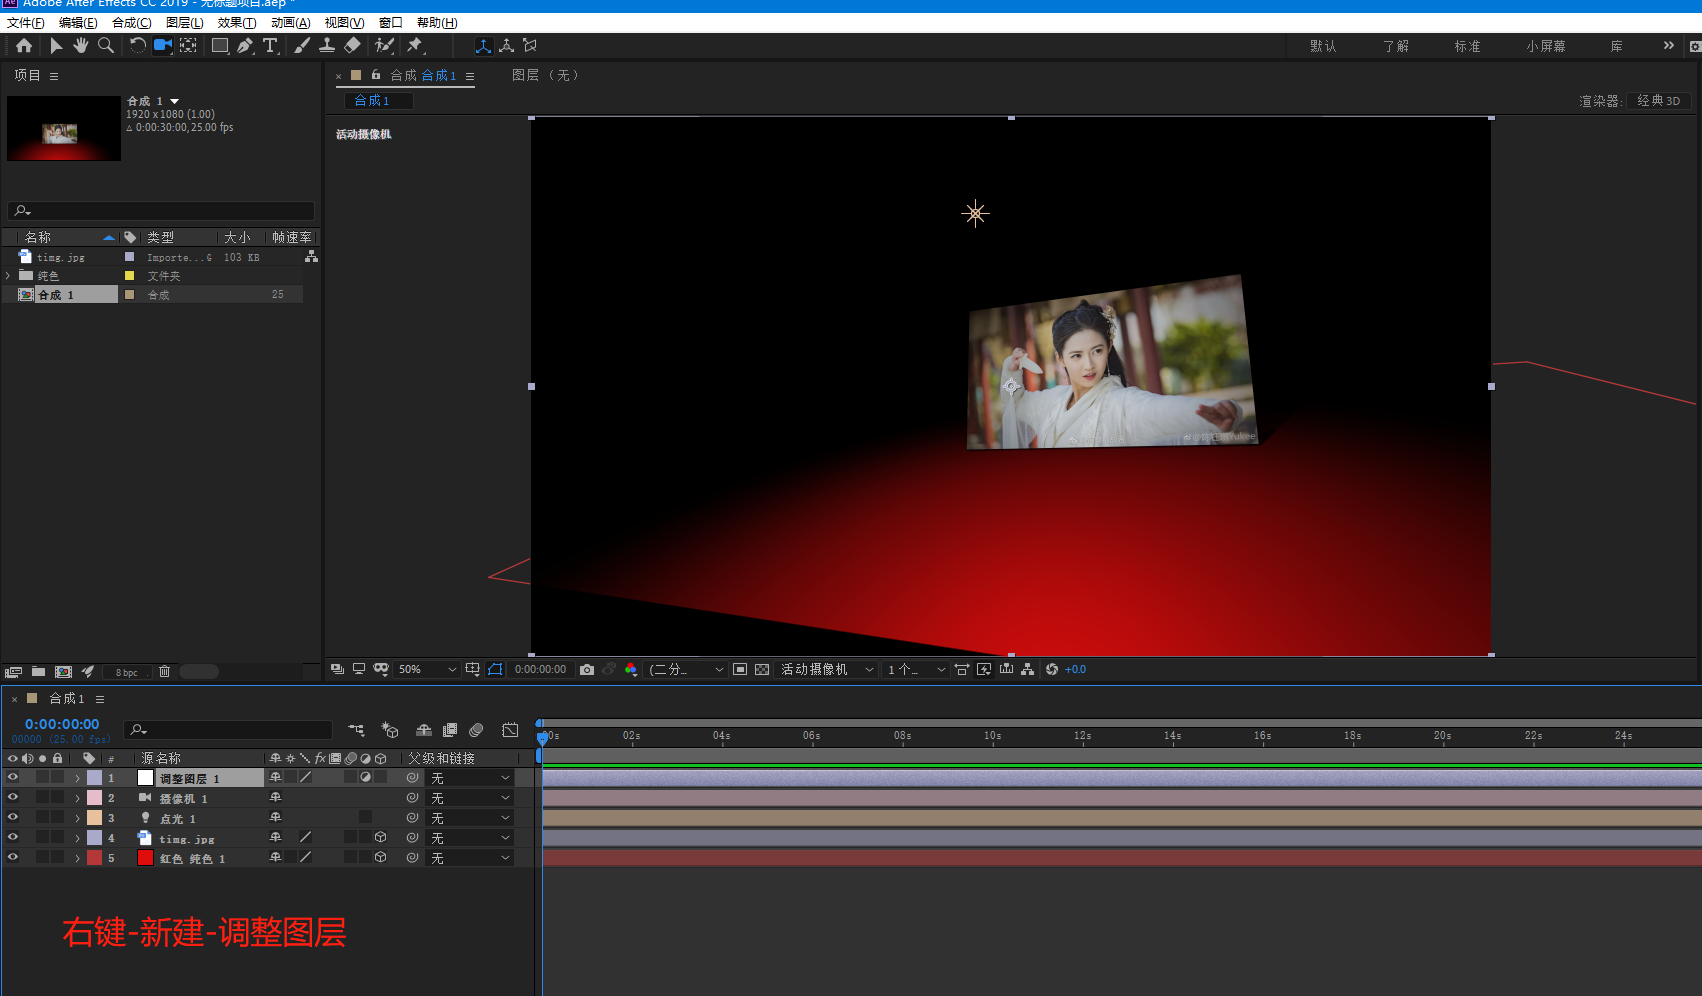 Adobe After Effects CC 2019 - 无标题项目.aep *
文件(F) 编辑(E) 合成(C) 图层(L) 效果(T) 动画(A) 视图(V) 窗口 帮助(H)
默认 了解 标准 小屏幕 库
项目
合成 合成 1
图层 （无）
合成 1
渲染器: 经典 3D
合成 1
1920 x 1080 (1.00)
△ 0:00:30:00, 25.00 fps
活动摄像机
名称 类型 大小 帧速率
timg.jpg Importe...G 103 KB
纯色 文件夹
合成 1 合成 25
8 bpc
50% 0:00:00:00 (二分... 活动摄像机 1 个... +0.0
合成 1
0:00:00:00
00000 (25.00 fps)
:00s 02s 04s 06s 08s 10s 12s 14s 16s 18s 20s 22s 24s
# 源名称 fx 父级和链接
1 调整图层 1 无
2 摄像机 1 无
3 点光 1 无
4 timg.jpg 无
5 红色 纯色 1 无
右键-新建-调整图层